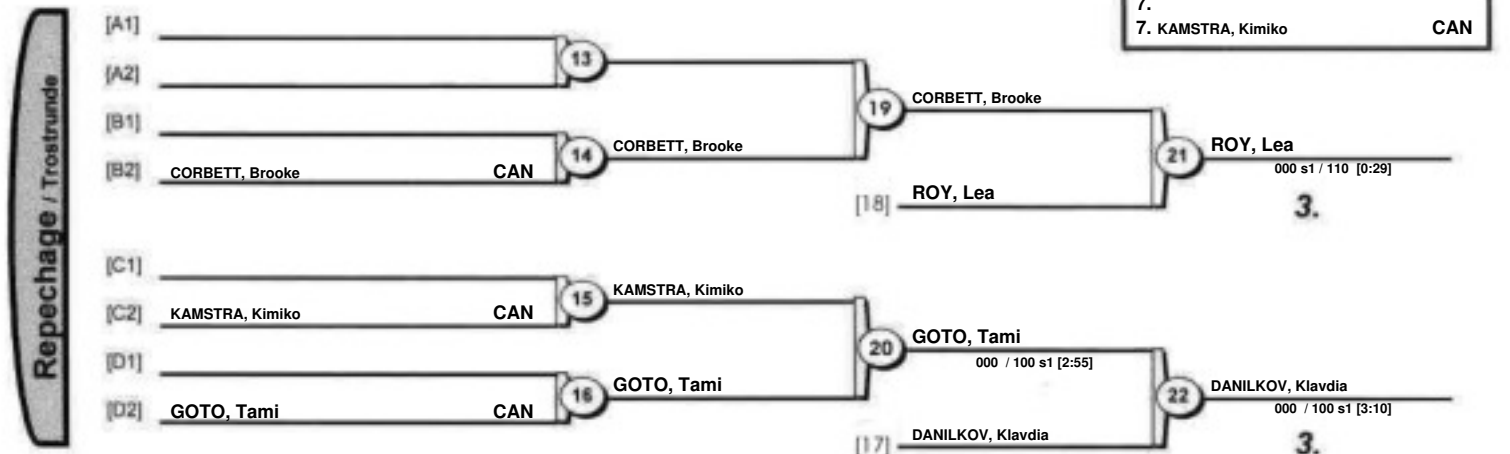 7.
7. KAMSTRA, Kimiko CAN
Repechage / Trostrunde
[A1]
13
[A2]
19 CORBETT, Brooke
[B1]
14 CORBETT, Brooke
[B2] CORBETT, Brooke CAN
21 ROY, Lea
000 s1 / 110 [0:29]
[18] ROY, Lea
3.
[C1]
15 KAMSTRA, Kimiko
[C2] KAMSTRA, Kimiko CAN
20 GOTO, Tami
000 / 100 s1 [2:55]
[D1]
16 GOTO, Tami
[D2] GOTO, Tami CAN
22 DANILKOV, Klavdia
000 / 100 s1 [3:10]
[17] DANILKOV, Klavdia
3.